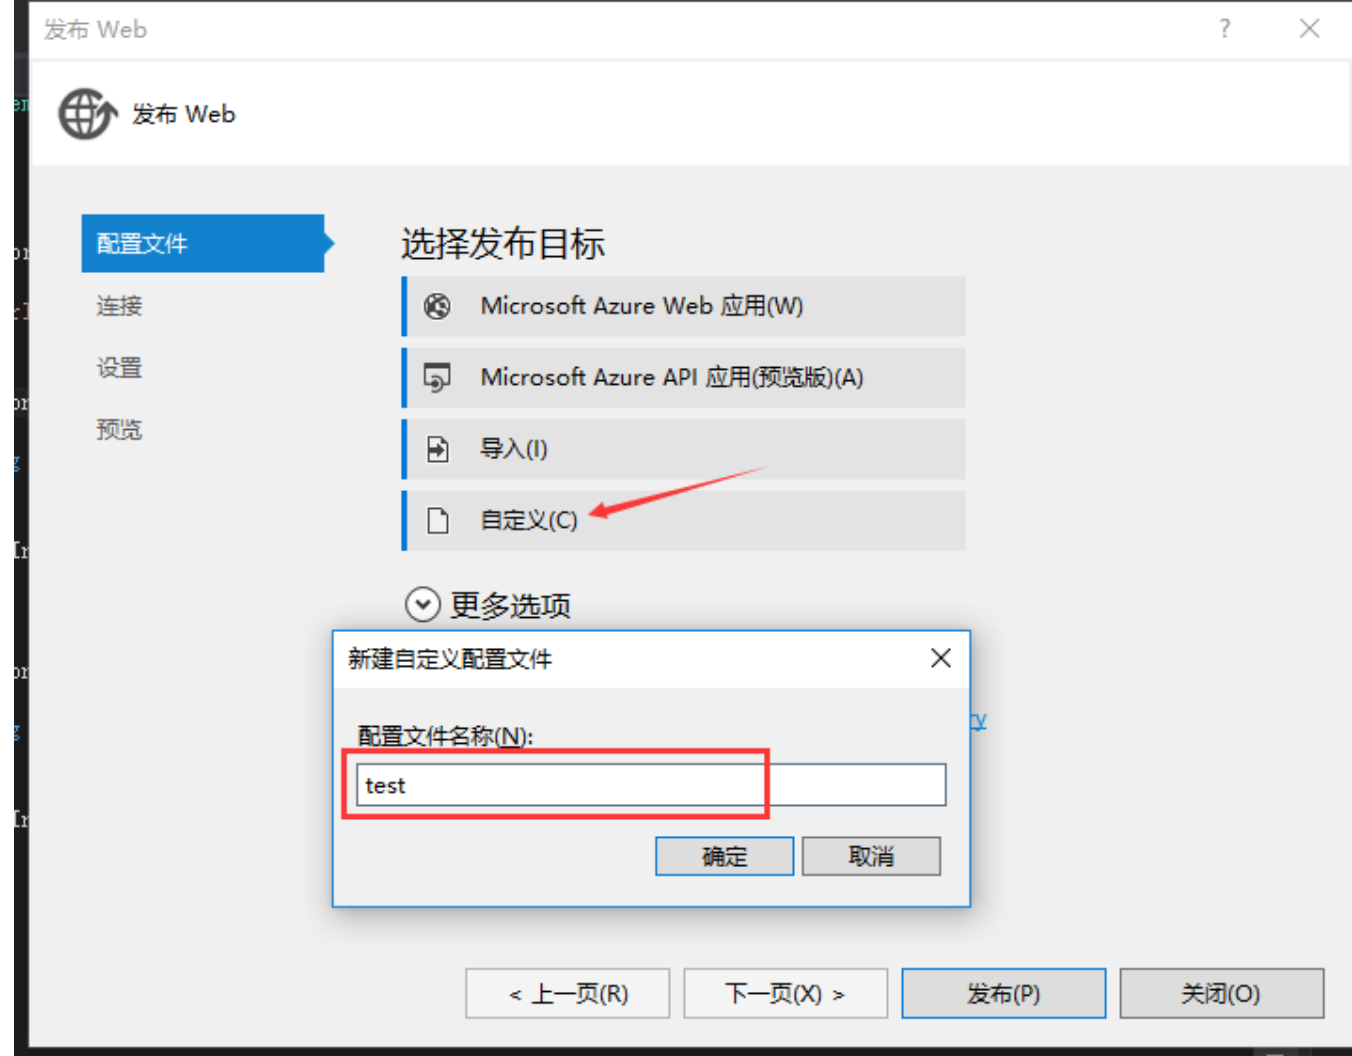 发布 Web
?
发布 Web
配置文件
连接
设置
预览
选择发布目标
Microsoft Azure Web 应用(W)
Microsoft Azure API 应用(预览版)(A)
导入(I)
自定义(C)
更多选项
新建自定义配置文件
配置文件名称(N):
test
确定
取消
< 上一页(R)
下一页(X) >
发布(P)
关闭(O)